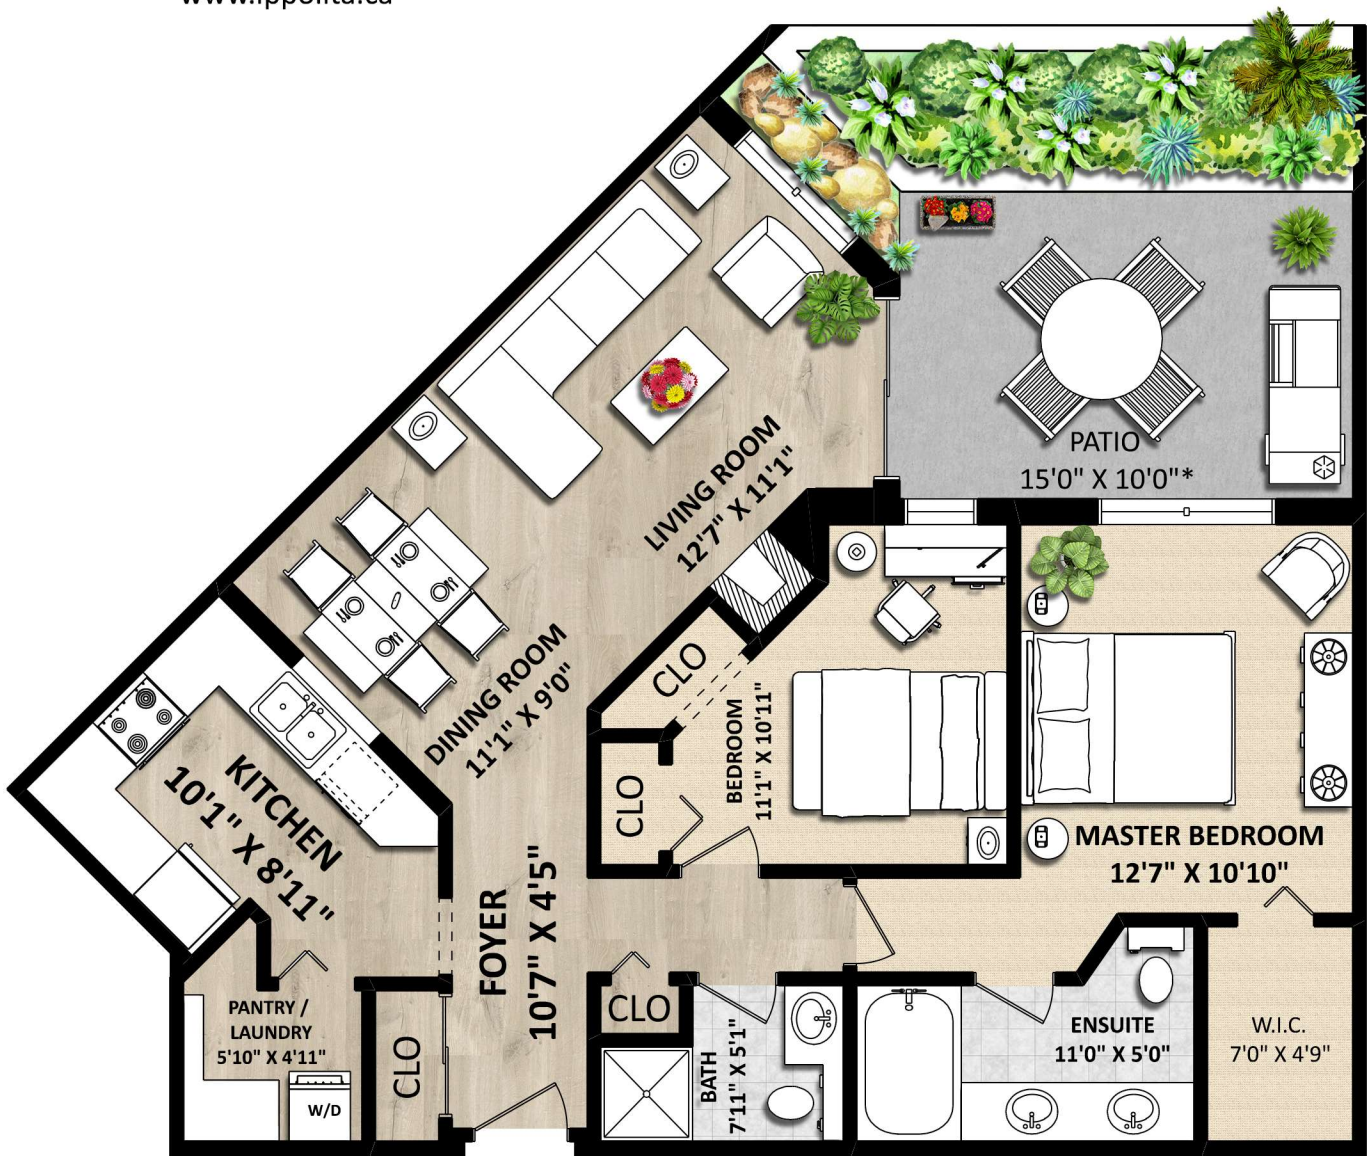 www.ippolita.ca
PATIO
15'0" X 10'0"*
LIVING ROOM
12'7" X 11'1"
DINING ROOM
11'1" X 9'0"
CLO
BEDROOM
11'1" X 10'11"
CLO
KITCHEN
10'1" X 8'11"
MASTER BEDROOM
12'7" X 10'10"
FOYER
10'7" X 4'5"
PANTRY /
LAUNDRY
5'10" X 4'11"
W/D
CLO
CLO
BATH
7'11" X 5'1"
ENSUITE
11'0" X 5'0"
W.I.C.
7'0" X 4'9"